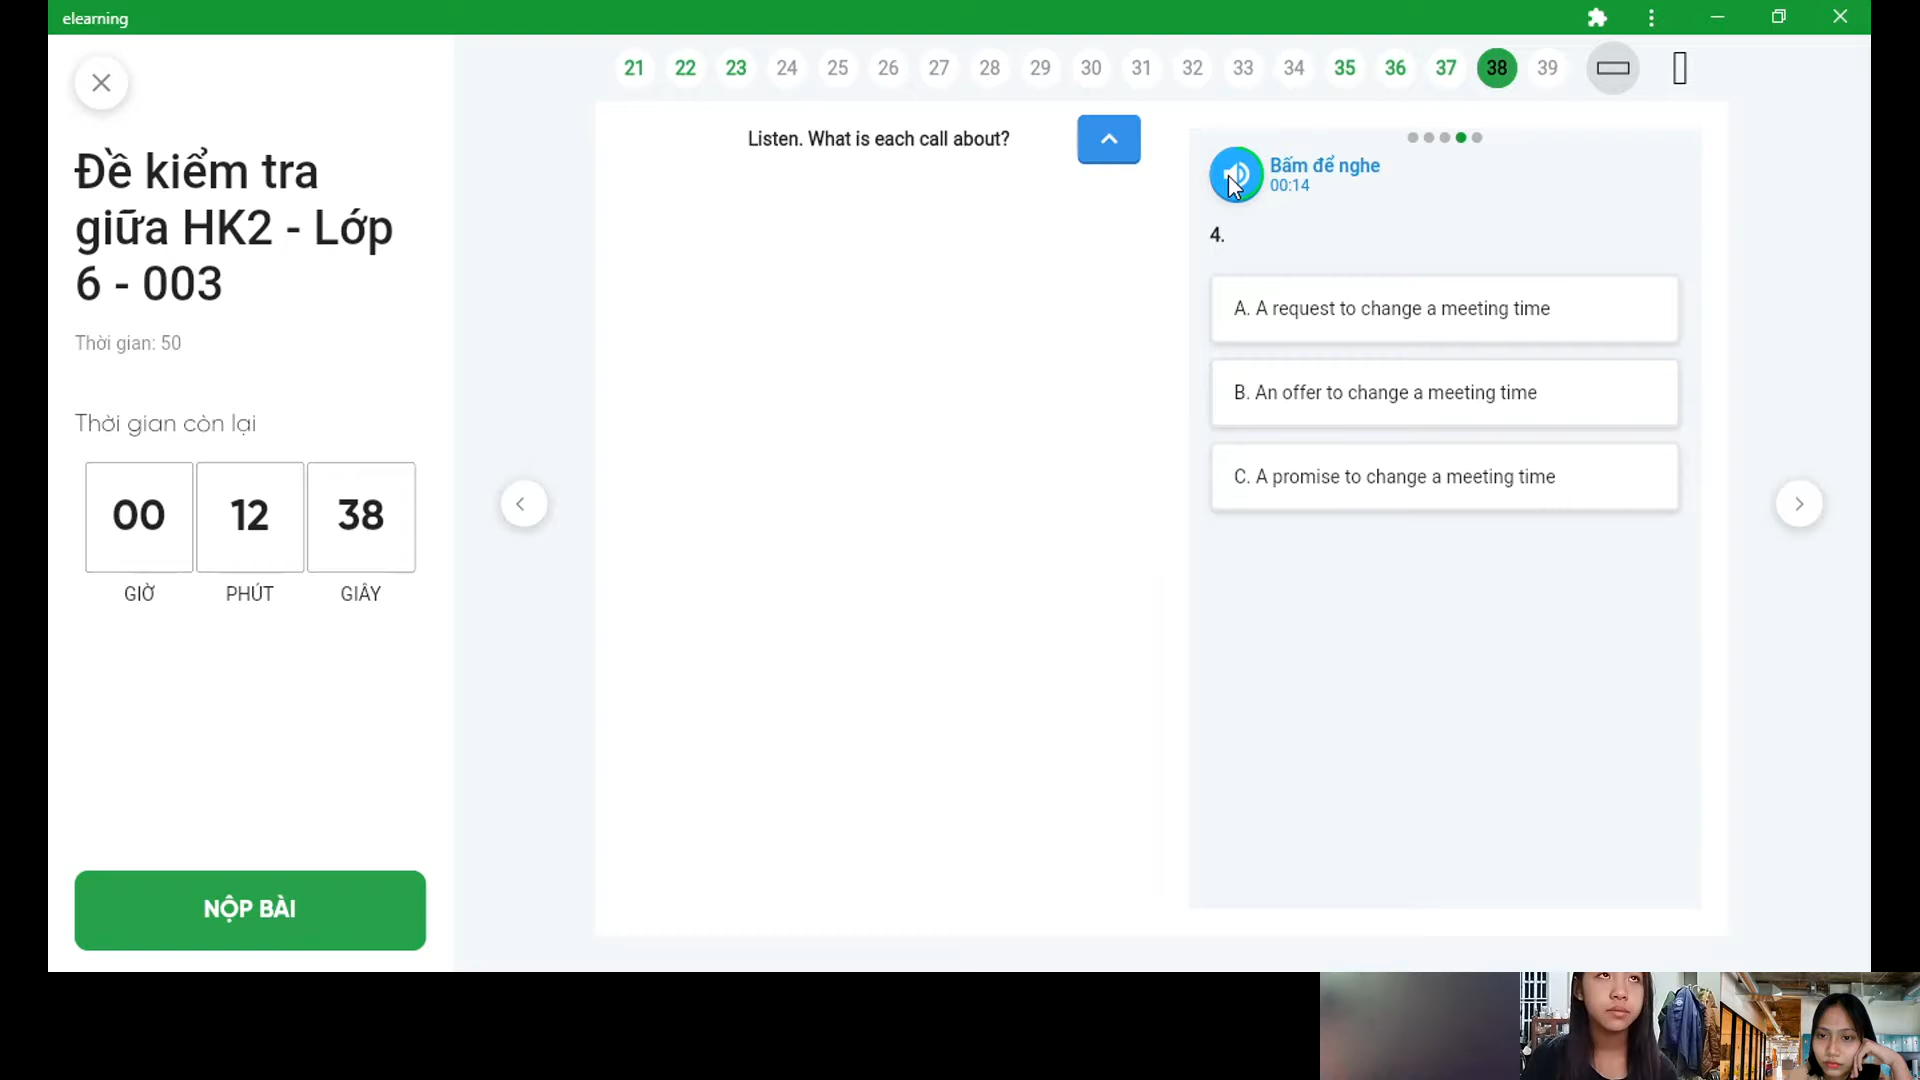 elearning
21 22 23 24 25 26 27 28 29 30 31 32 33 34 35 36 37 38 39
Đề kiểm tra
giữa HK2 - Lớp
6 - 003
Thời gian: 50
Thời gian còn lại
00 12 38
GIỜ PHÚT GIÂY
NỘP BÀI
Listen. What is each call about?
Bấm để nghe
00:14
4.
A. A request to change a meeting time
B. An offer to change a meeting time
C. A promise to change a meeting time